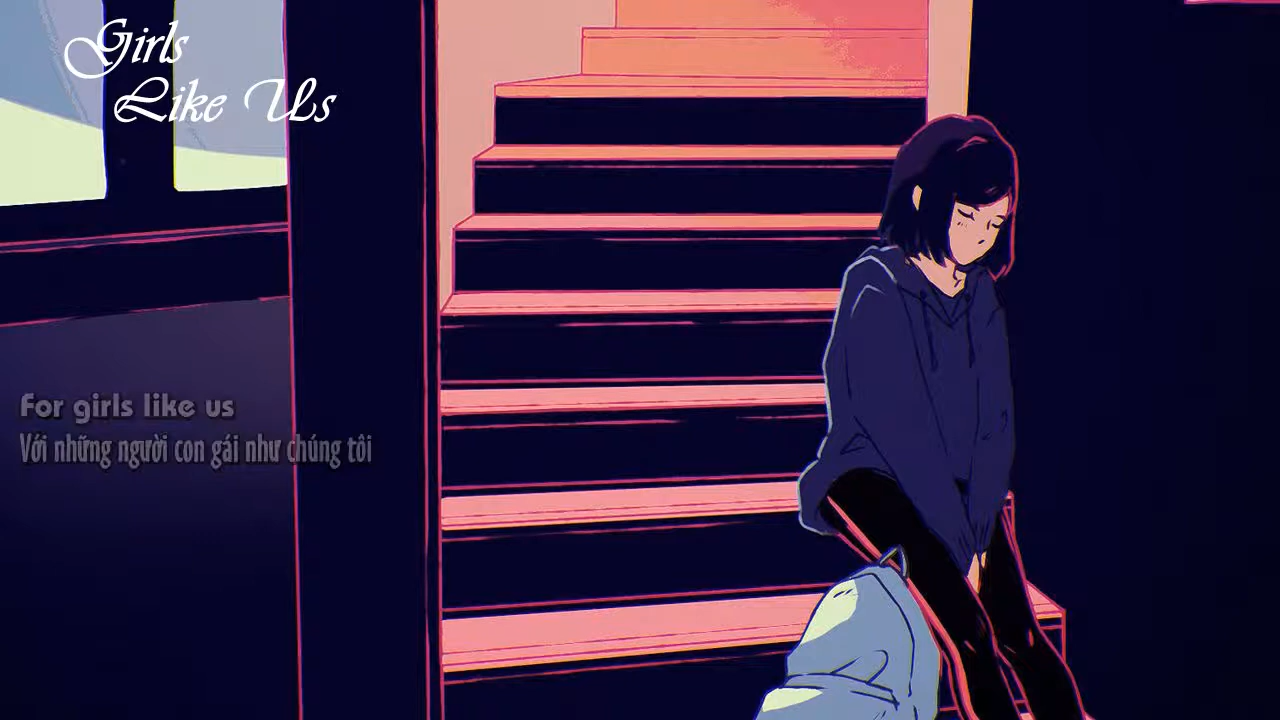 Girls
Like Us
For girls like us
Với những người con gái như chúng tôi